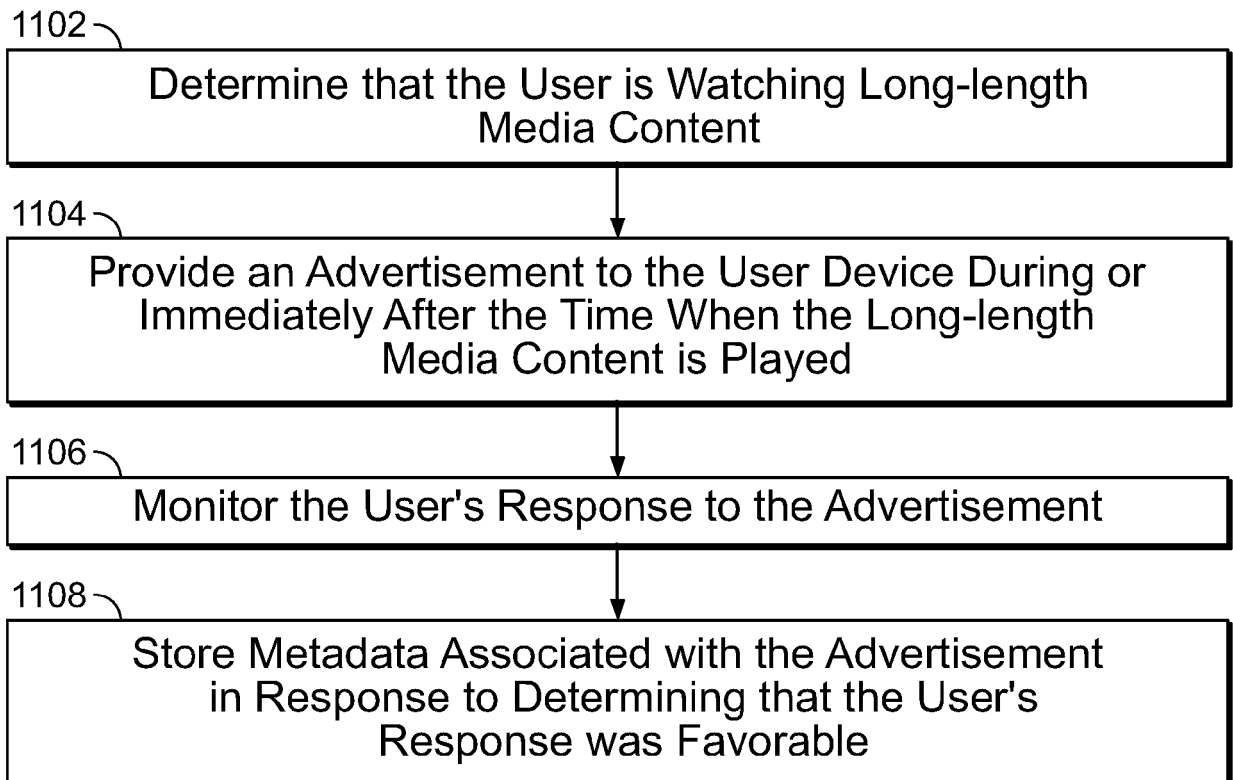 1102
Determine that the User is Watching Long-length
Media Content
1104
Provide an Advertisement to the User Device During or
Immediately After the Time When the Long-length
Media Content is Played
1106
Monitor the User's Response to the Advertisement
1108
Store Metadata Associated with the Advertisement
in Response to Determining that the User's
Response was Favorable